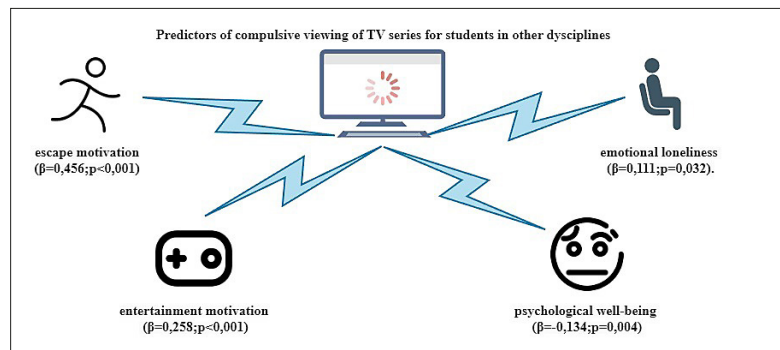 Predictors of compulsive viewing of TV series for students in other dysciplines
escape motivation
(β=0,456;p<0,001)
emotional loneliness
(β=0,111;p=0,032).
entertainment motivation
(β=0,258;p<0,001)
psychological well-being
(β=-0,134;p=0,004)